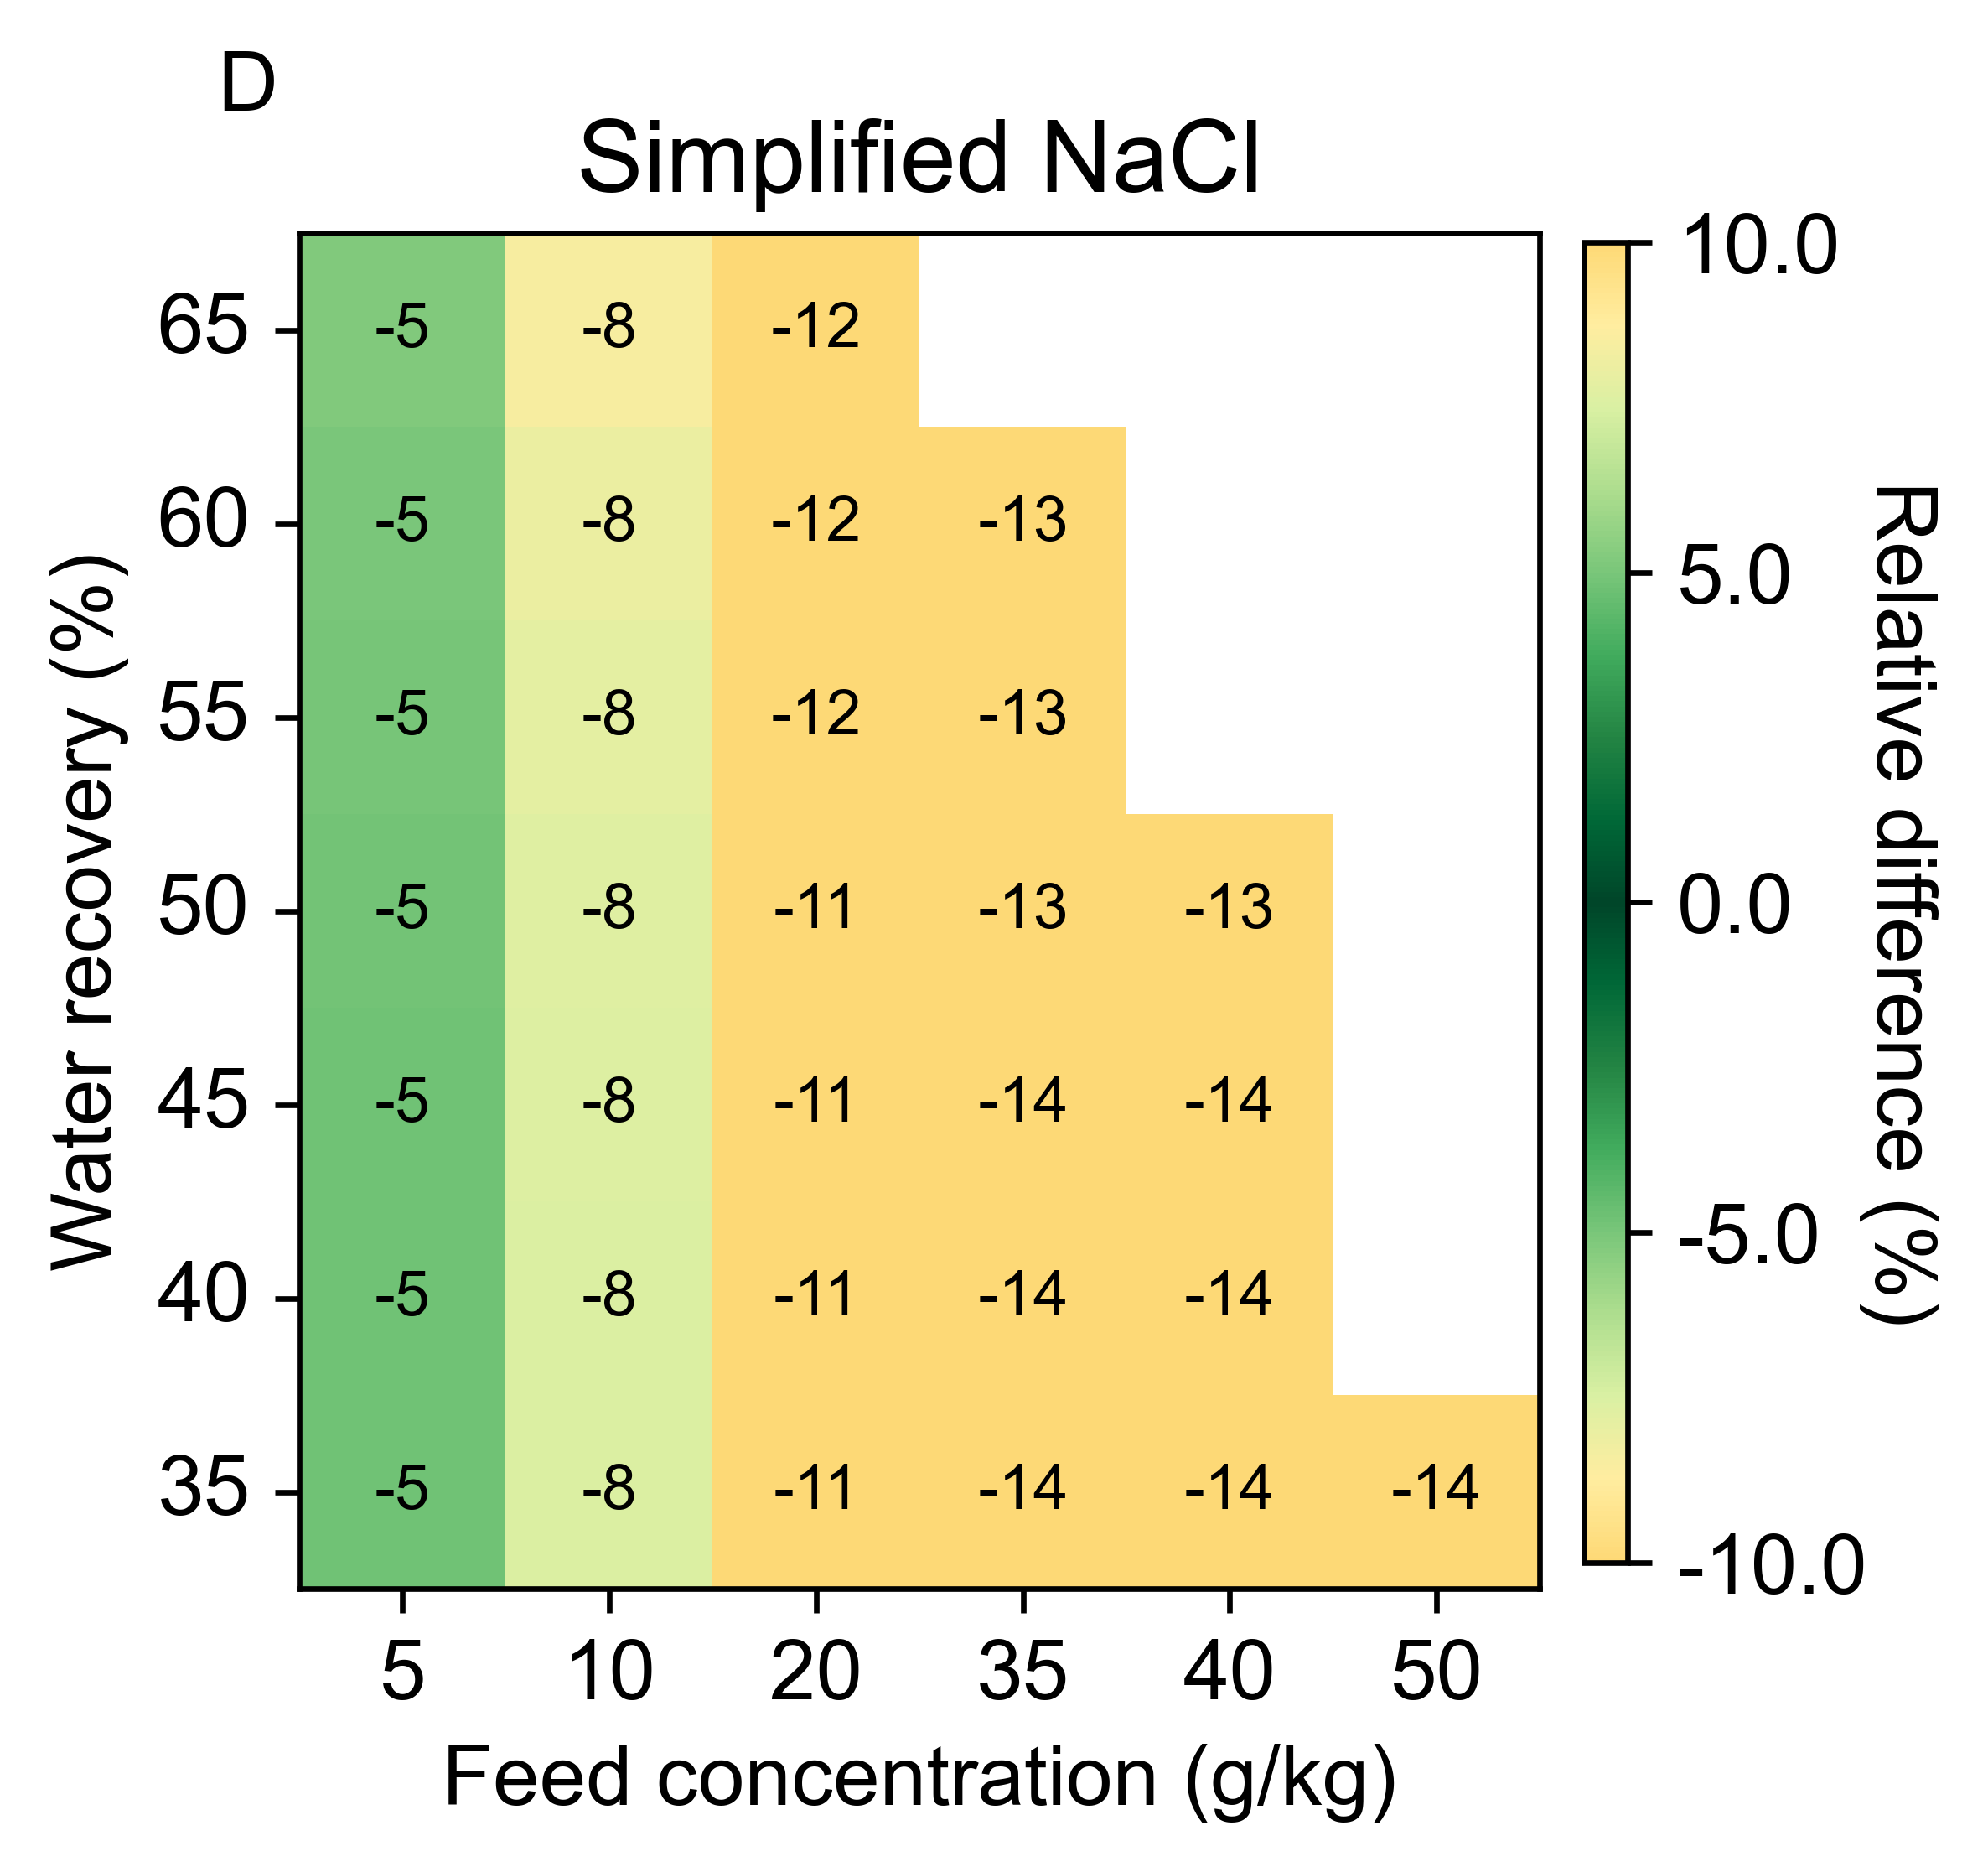 D
Simplified NaCl
Water recovery (%)
65 -5 -8 -12
60 -5 -8 -12 -13
55 -5 -8 -12 -13
50 -5 -8 -11 -13 -13
45 -5 -8 -11 -14 -14
40 -5 -8 -11 -14 -14
35 -5 -8 -11 -14 -14 -14
5 10 20 35 40 50
Feed concentration (g/kg)
10.0
5.0
0.0
-5.0
-10.0
Relative difference (%)